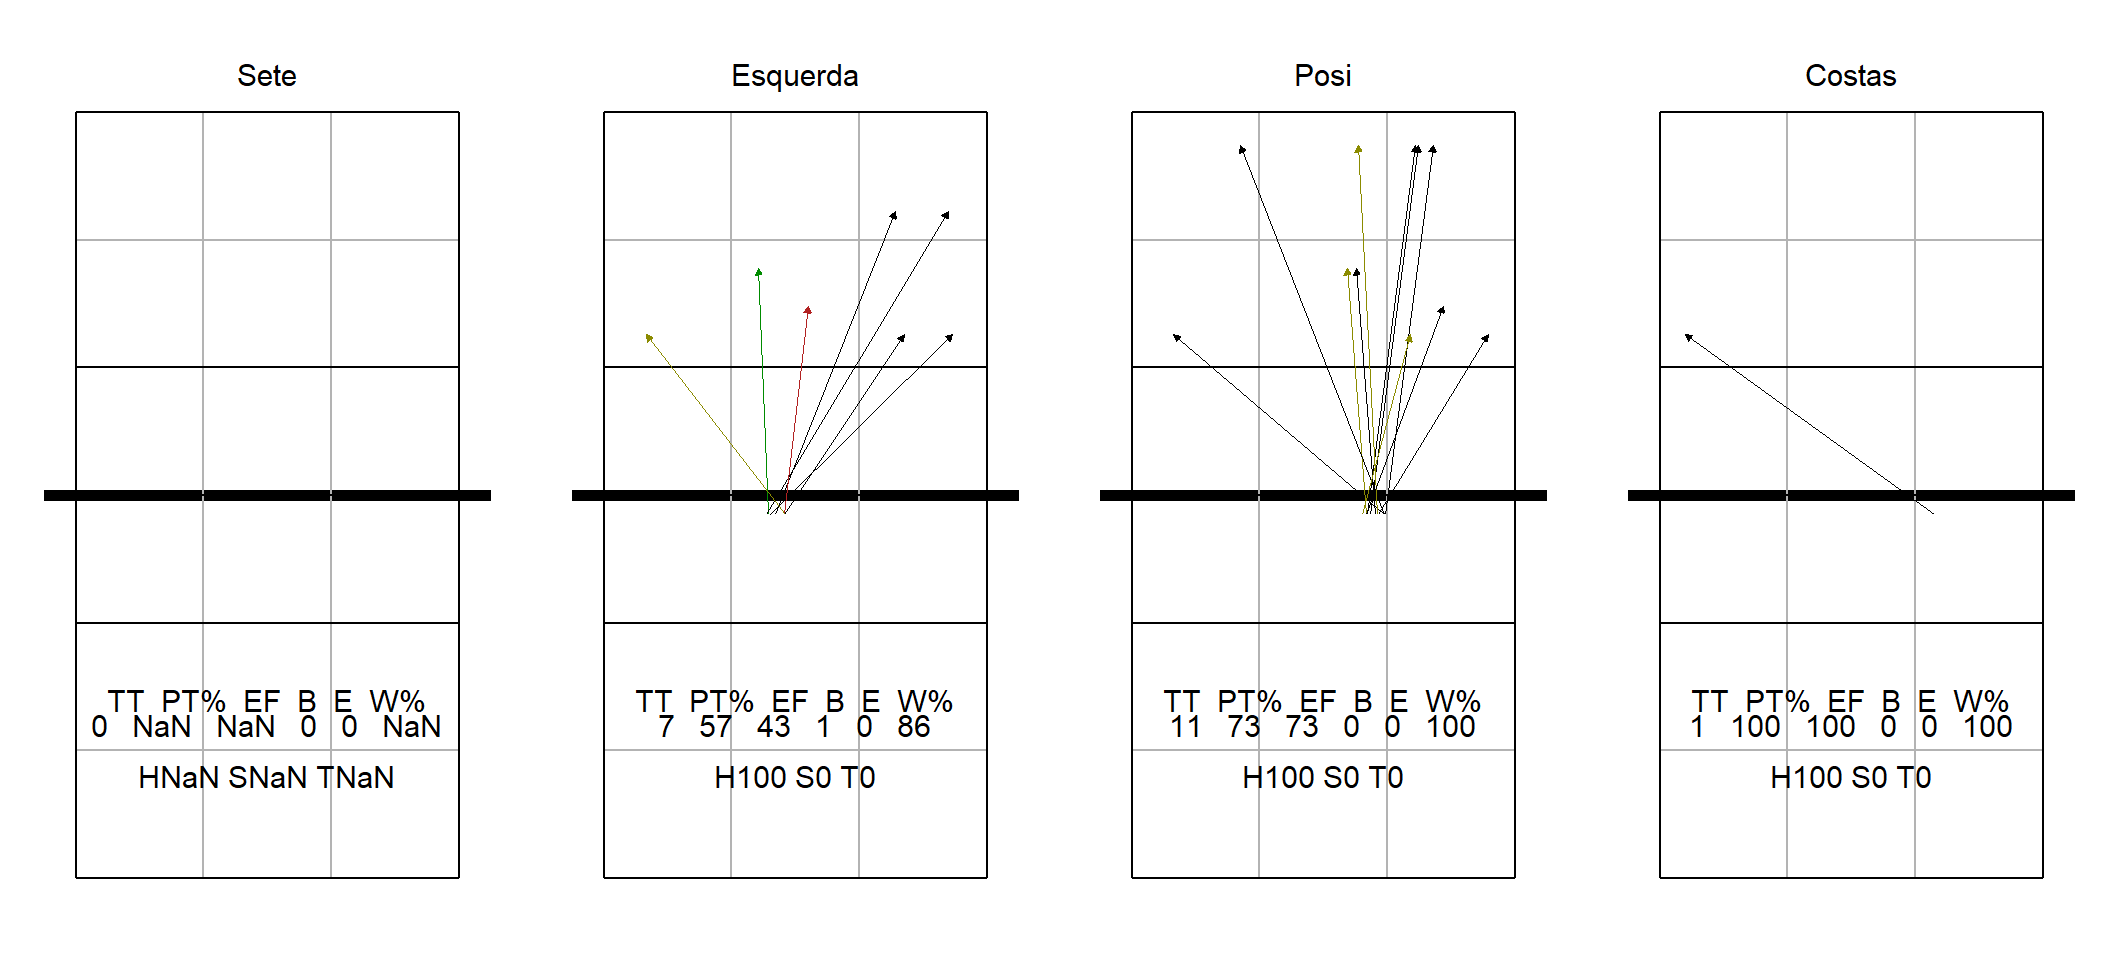 Sete
TT PT% EF B E W%
0 NaN NaN 0 0 NaN
HNaN SNaN TNaN
Esquerda
TT PT% EF B E W%
7 57 43 1 0 86
H100 S0 T0
Posi
TT PT% EF B E W%
11 73 73 0 0 100
H100 S0 T0
Costas
TT PT% EF B E W%
1 100 100 0 0 100
H100 S0 T0